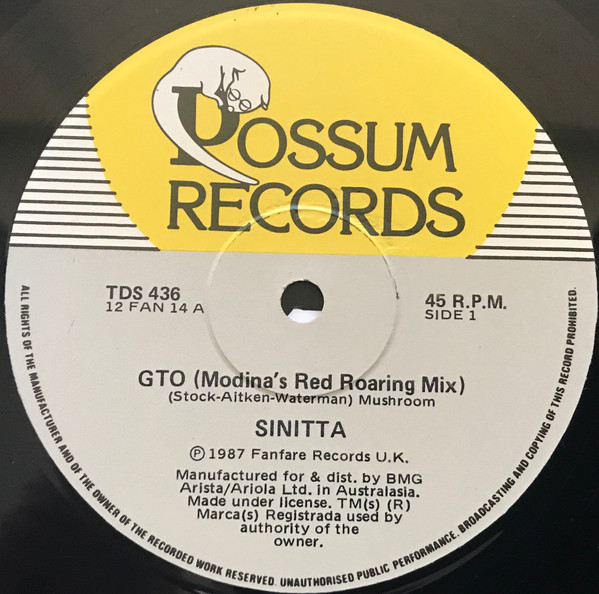 POSSUM
RECORDS
TDS 436
12 FAN 14 A
45 R.P.M.
SIDE 1
GTO (Modina's Red Roaring Mix)
(Stock-Aitken-Waterman) Mushroom
SINITTA
Ⓟ 1987 Fanfare Records U.K.
Manufactured for & dist. by BMG
Arista/Ariola Ltd. in Australasia.
Made under license. TM(s) (R)
Marca(s) Registrada used by
authority of the
owner.
ALL RIGHTS OF THE MANUFACTURER AND OF THE OWNER OF THE RECORDED WORK RESERVED. UNAUTHORISED PUBLIC PERFORMANCE. BROADCASTING AND COPYING OF THIS RECORD PROHIBITED.